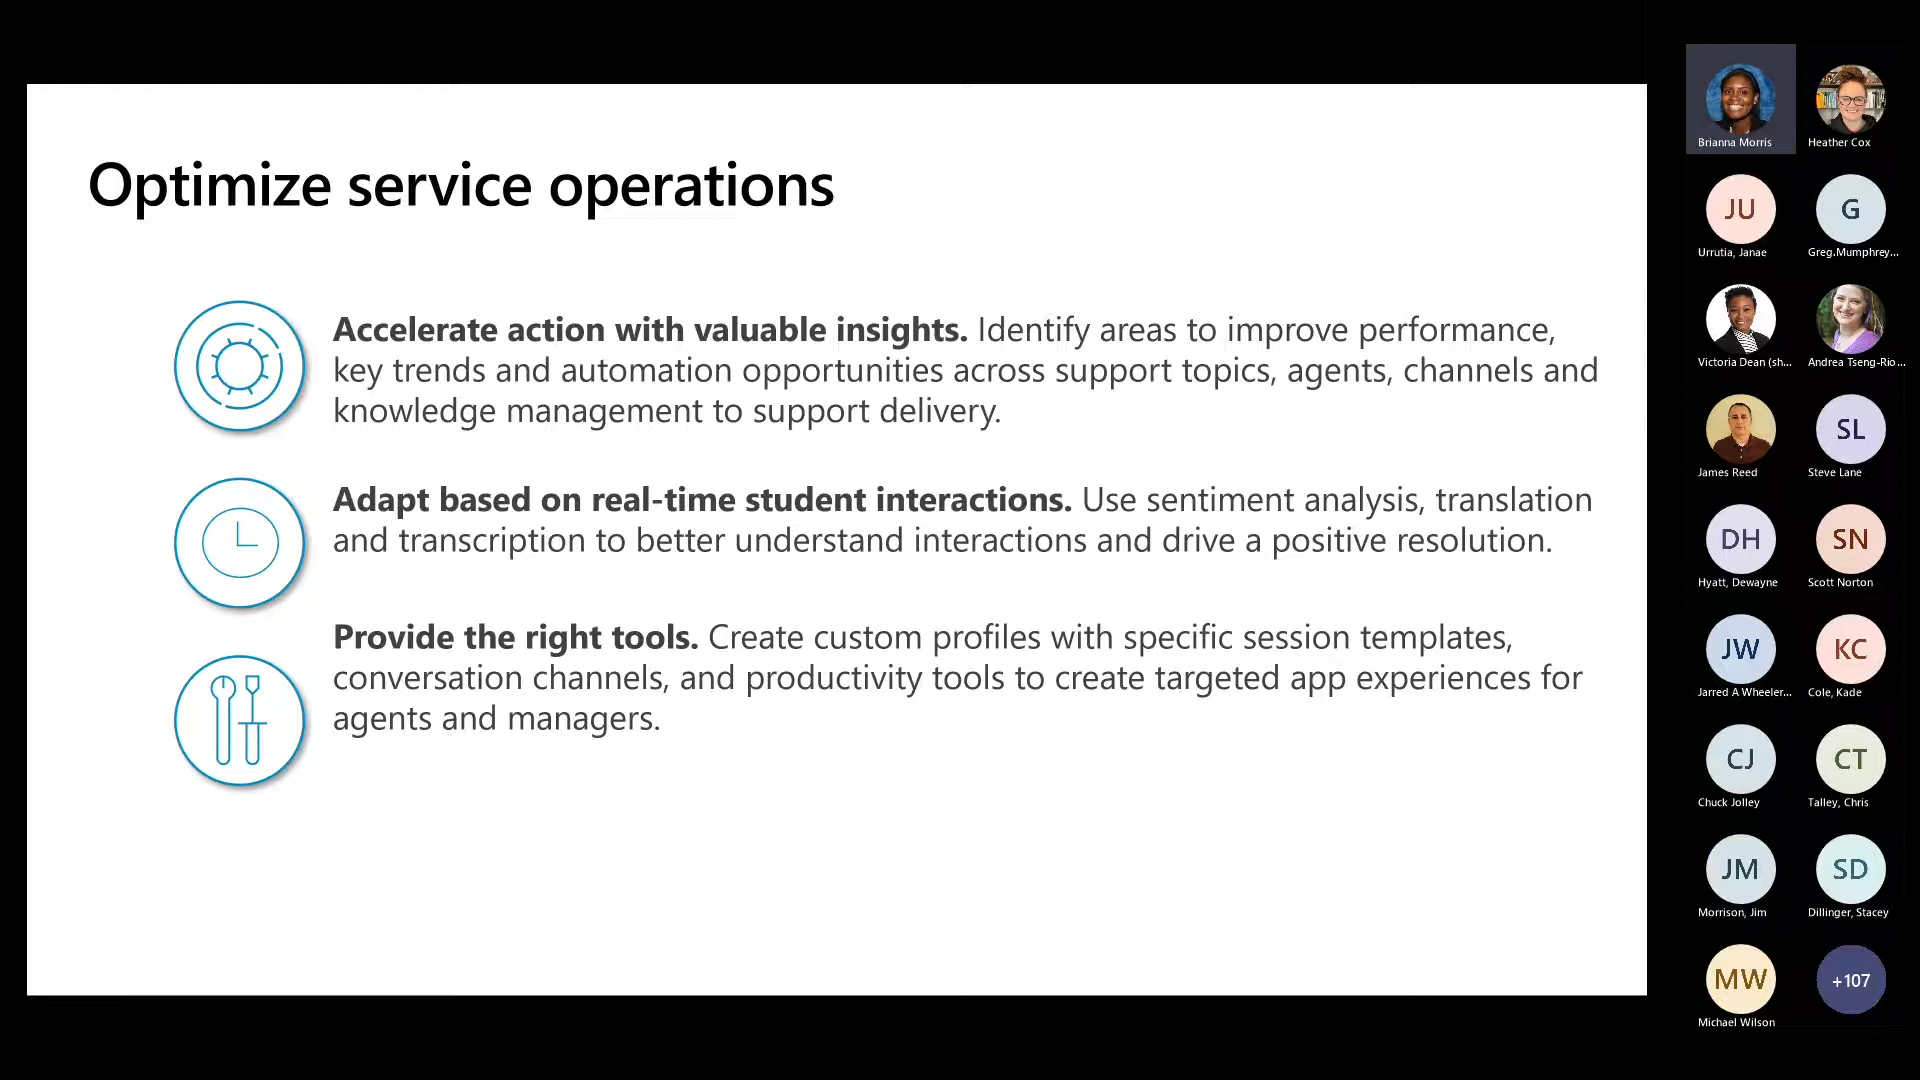 Optimize service operations
Accelerate action with valuable insights. Identify areas to improve performance,
key trends and automation opportunities across support topics, agents, channels and
knowledge management to support delivery.
Adapt based on real-time student interactions. Use sentiment analysis, translation
and transcription to better understand interactions and drive a positive resolution.
Provide the right tools. Create custom profiles with specific session templates,
conversation channels, and productivity tools to create targeted app experiences for
agents and managers.
Brianna Morris
Heather Cox
JU
G
Urrutia, Janae
Greg.Mumphrey...
Victoria Dean (sh...
Andrea Tseng-Rio...
SL
James Reed
Steve Lane
DH
SN
Hyatt, Dewayne
Scott Norton
JW
KC
Jarred A Wheeler...
Cole, Kade
CJ
CT
Chuck Jolley
Talley, Chris
JM
SD
Morrison, Jim
Dillinger, Stacey
MW
+107
Michael Wilson